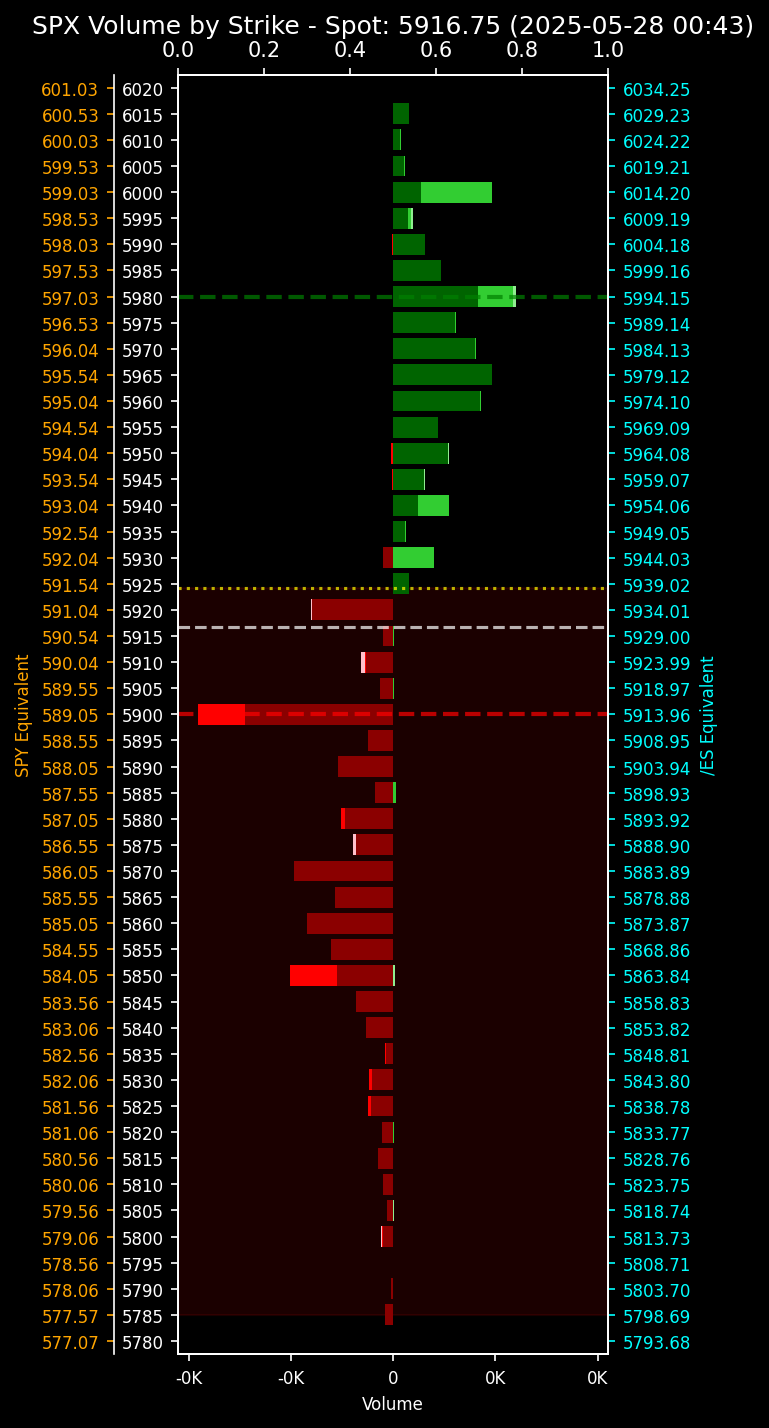 SPX Volume by Strike - Spot: 5916.75 (2025-05-28 00:43)
0.0 0.2 0.4 0.6 0.8 1.0
601.03 6020 6034.25
600.53 6015 6029.23
600.03 6010 6024.22
599.53 6005 6019.21
599.03 6000 6014.20
598.53 5995 6009.19
598.03 5990 6004.18
597.53 5985 5999.16
597.03 5980 5994.15
596.53 5975 5989.14
596.04 5970 5984.13
595.54 5965 5979.12
595.04 5960 5974.10
594.54 5955 5969.09
594.04 5950 5964.08
593.54 5945 5959.07
593.04 5940 5954.06
592.54 5935 5949.05
592.04 5930 5944.03
591.54 5925 5939.02
591.04 5920 5934.01
590.54 5915 5929.00
590.04 5910 5923.99
589.55 5905 5918.97
589.05 5900 5913.96
588.55 5895 5908.95
588.05 5890 5903.94
587.55 5885 5898.93
587.05 5880 5893.92
586.55 5875 5888.90
586.05 5870 5883.89
585.55 5865 5878.88
585.05 5860 5873.87
584.55 5855 5868.86
584.05 5850 5863.84
583.56 5845 5858.83
583.06 5840 5853.82
582.56 5835 5848.81
582.06 5830 5843.80
581.56 5825 5838.78
581.06 5820 5833.77
580.56 5815 5828.76
580.06 5810 5823.75
579.56 5805 5818.74
579.06 5800 5813.73
578.56 5795 5808.71
578.06 5790 5803.70
577.57 5785 5798.69
577.07 5780 5793.68
SPY Equivalent
/ES Equivalent
-0K -0K 0 0K 0K
Volume